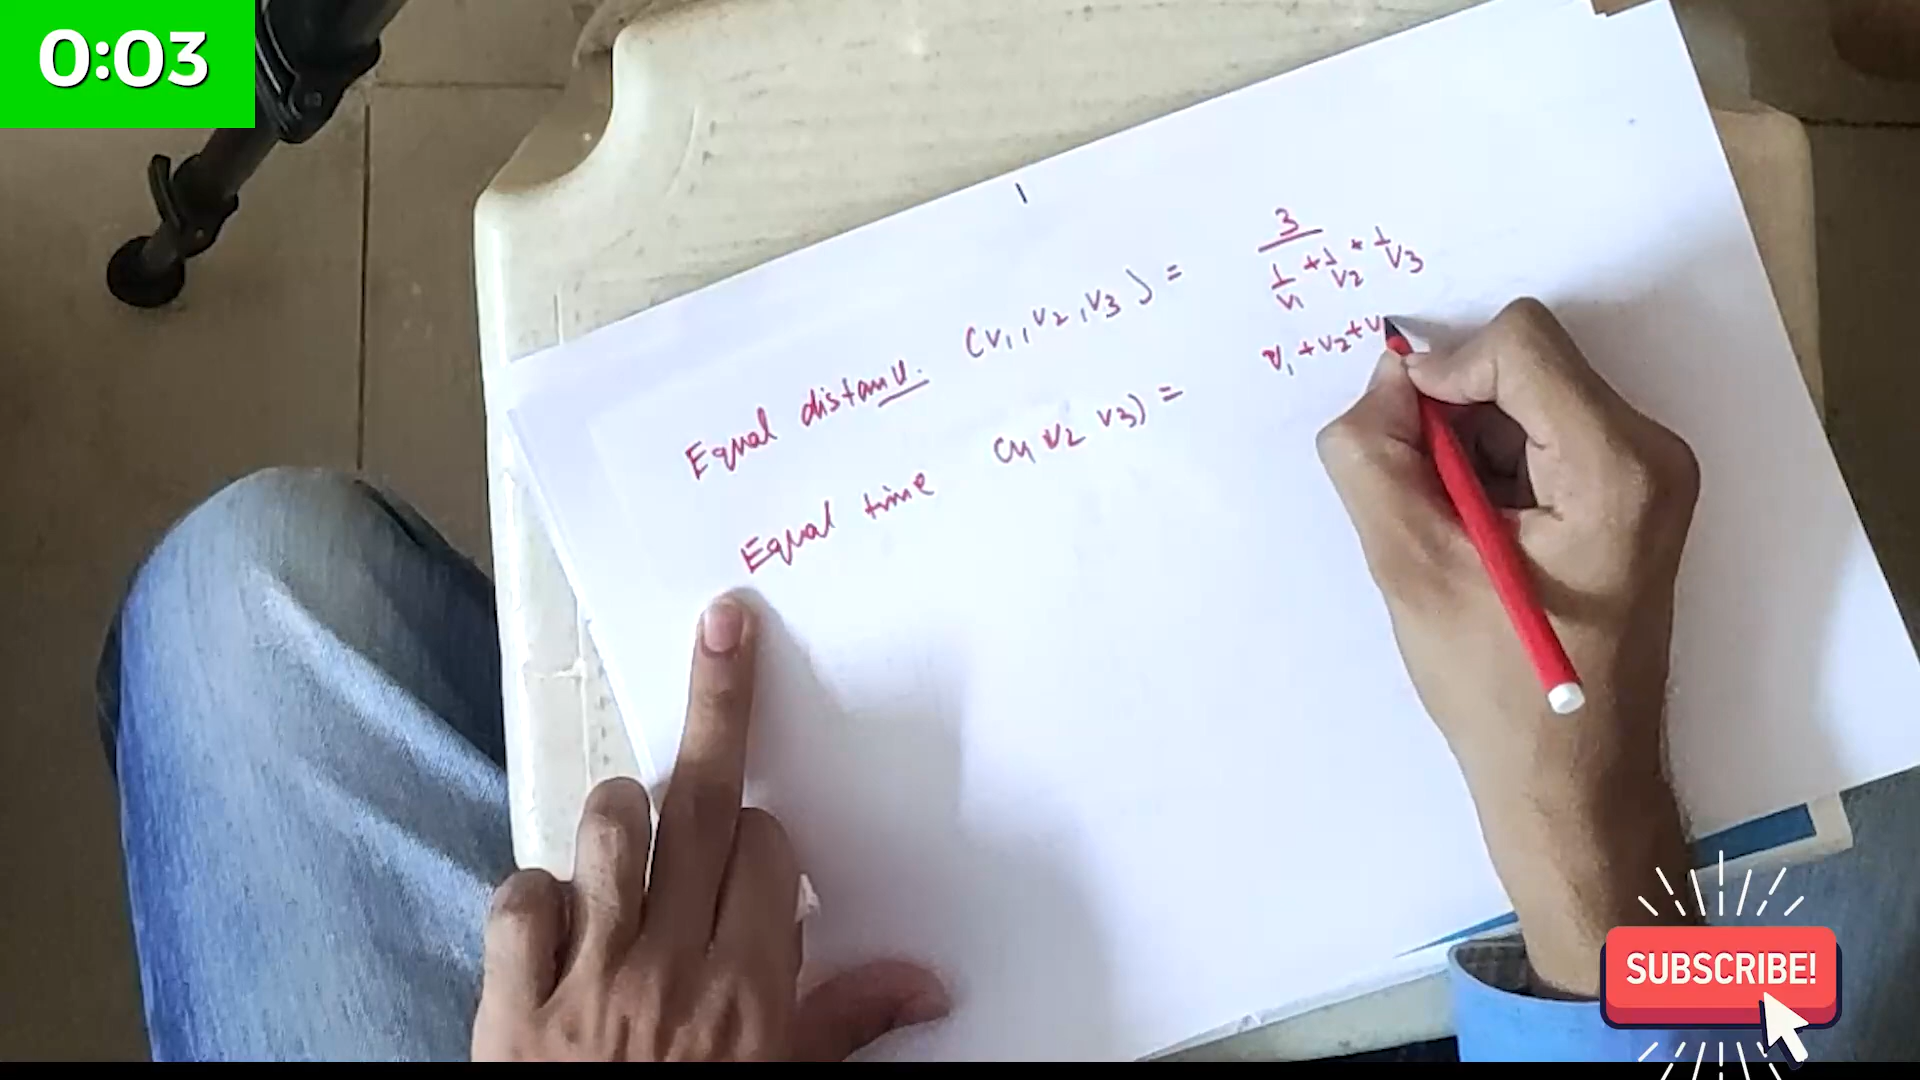 0:03
1
Equal distance. (v1, v2, v3) = 3 / (1/v1 + 1/v2 + 1/v3)
Equal time (v1 v2 v3) = v1 + v2 + v
SUBSCRIBE!